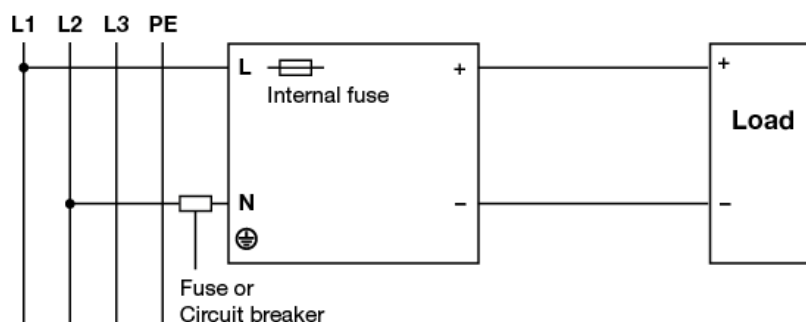 L1 L2 L3 PE
L
Internal fuse
+
+
Load
N
−
−
Fuse or
Circuit breaker